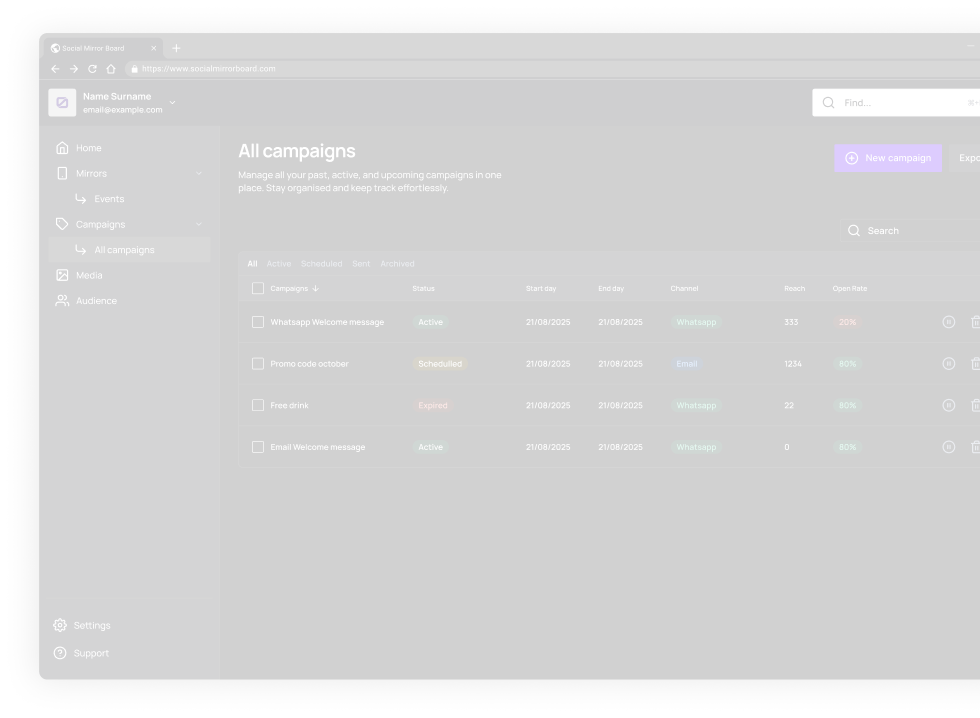 Social Mirror Board
https://www.socialmirrorboard.com
Name Surname
email@example.com
Find...
Home
Mirrors
Events
Campaigns
All campaigns
Media
Audience
Settings
Support
All campaigns
Manage all your past, active, and upcoming campaigns in one
place. Stay organised and keep track effortlessly.
New campaign
Expo
Search
All Active Scheduled Sent Archived
Campaigns Status Start day End day Channel Reach Open Rate
Whatsapp Welcome message Active 21/08/2025 21/08/2025 Whatsapp 333 20%
Promo code october Scheduled 21/08/2025 21/08/2025 Email 1234 80%
Free drink Expired 21/08/2025 21/08/2025 Whatsapp 22 80%
Email Welcome message Active 21/08/2025 21/08/2025 Whatsapp 0 80%